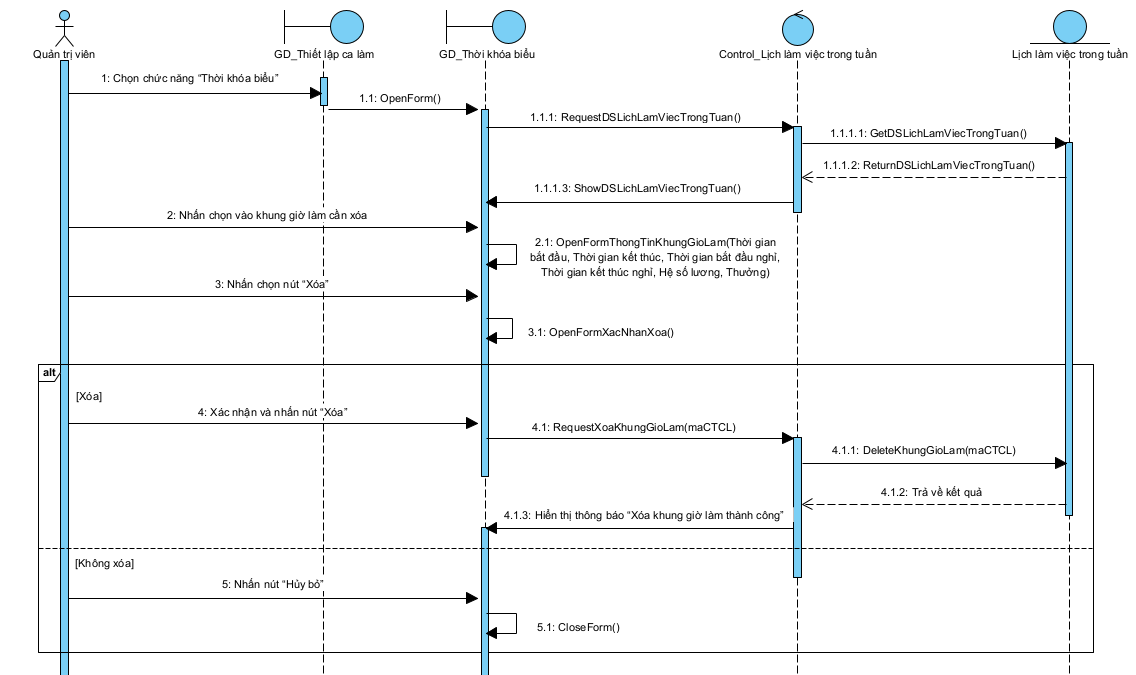 Quản trị viên
GD_Thiết lập ca làm
GD_Thời khóa biểu
Control_Lịch làm việc trong tuần
Lịch làm việc trong tuần
1: Chọn chức năng “Thời khóa biểu”
1.1: OpenForm()
1.1.1: RequestDSLichLamViecTrongTuan()
1.1.1.1: GetDSLichLamViecTrongTuan()
1.1.1.2: ReturnDSLichLamViecTrongTuan()
1.1.1.3: ShowDSLichLamViecTrongTuan()
2: Nhấn chọn vào khung giờ làm cần xóa
2.1: OpenFormThongTinKhungGioLam(Thời gian
bắt đầu, Thời gian kết thúc, Thời gian bắt đầu nghỉ,
Thời gian kết thúc nghỉ, Hệ số lương, Thưởng)
3: Nhấn chọn nút “Xóa”
3.1: OpenFormXacNhanXoa()
alt
[Xóa]
4: Xác nhận và nhấn nút “Xóa”
4.1: RequestXoaKhungGioLam(maCTCL)
4.1.1: DeleteKhungGioLam(maCTCL)
4.1.2: Trả về kết quả
4.1.3: Hiển thị thông báo “Xóa khung giờ làm thành công”
[Không xóa]
5: Nhấn nút “Hủy bỏ”
5.1: CloseForm()